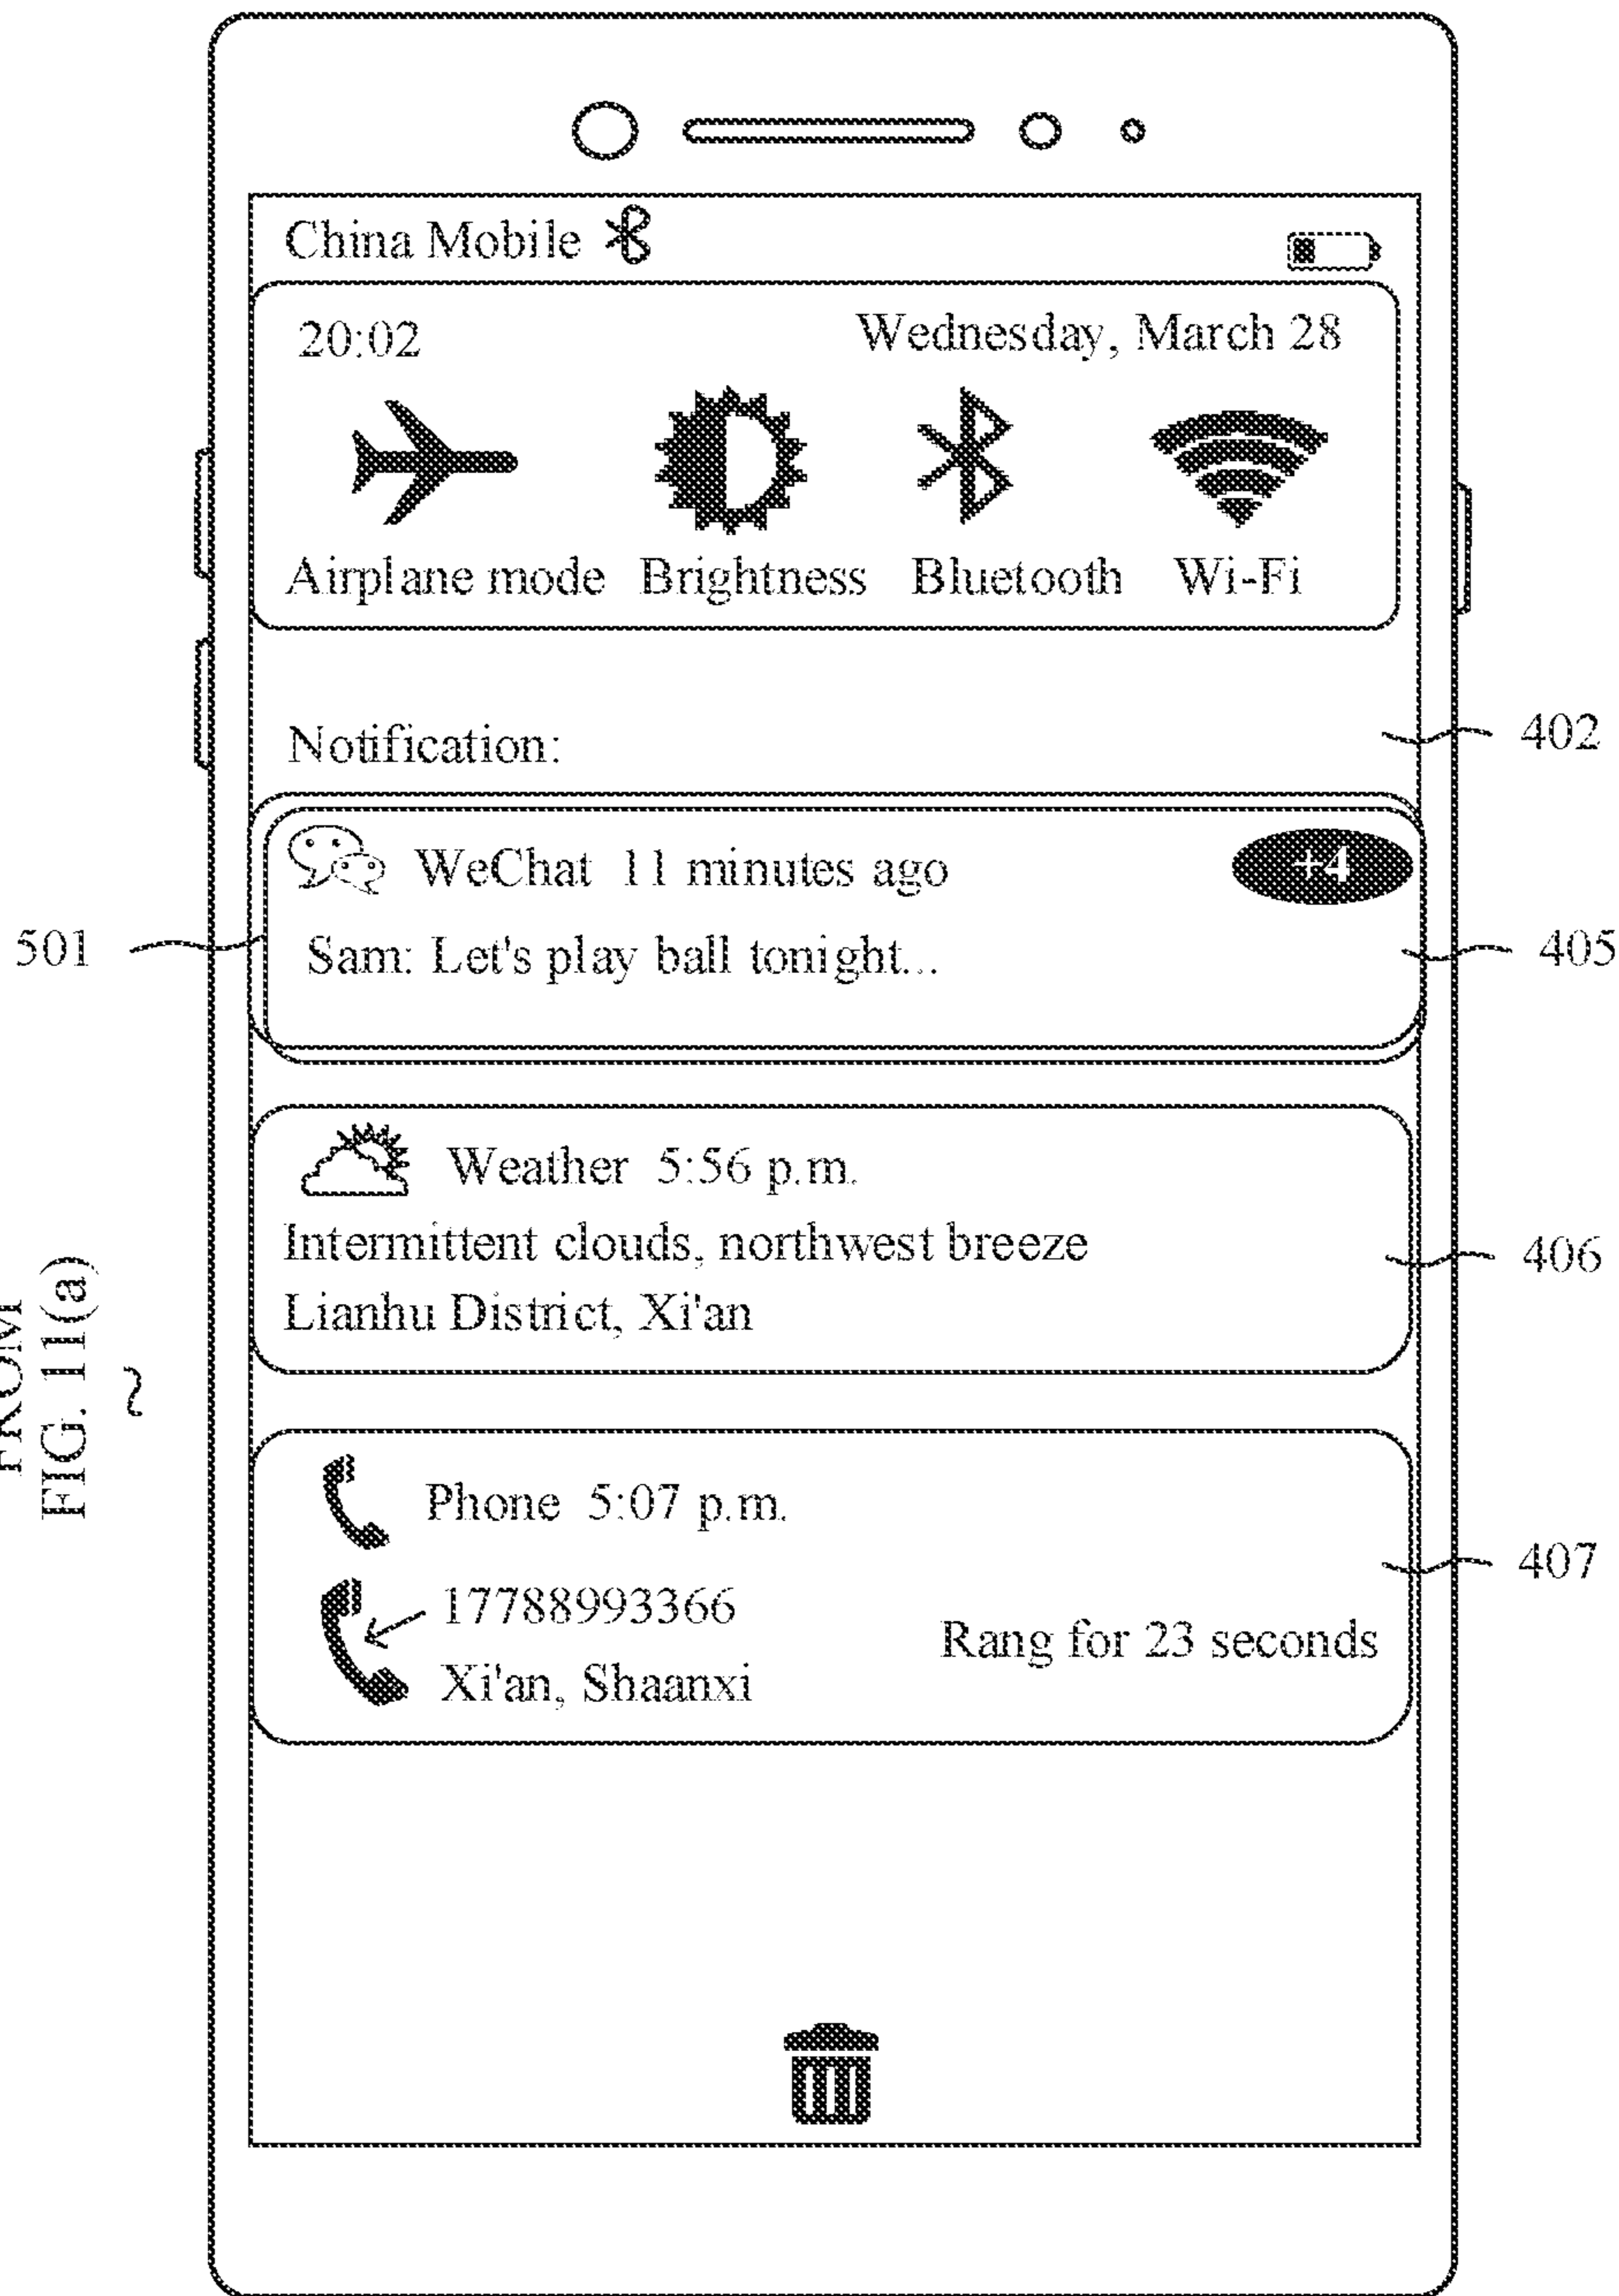 China Mobile
20:02 Wednesday, March 28
Airplane mode Brightness Bluetooth Wi-Fi
Notification:
402
WeChat 11 minutes ago +4
501
Sam: Let's play ball tonight...
405
Weather 5:56 p.m.
Intermittent clouds, northwest breeze
406
Lianhu District, Xi'an
FROM
FIG. 11(a)
~
Phone 5:07 p.m.
407
17788993366
Rang for 23 seconds
Xi'an, Shaanxi